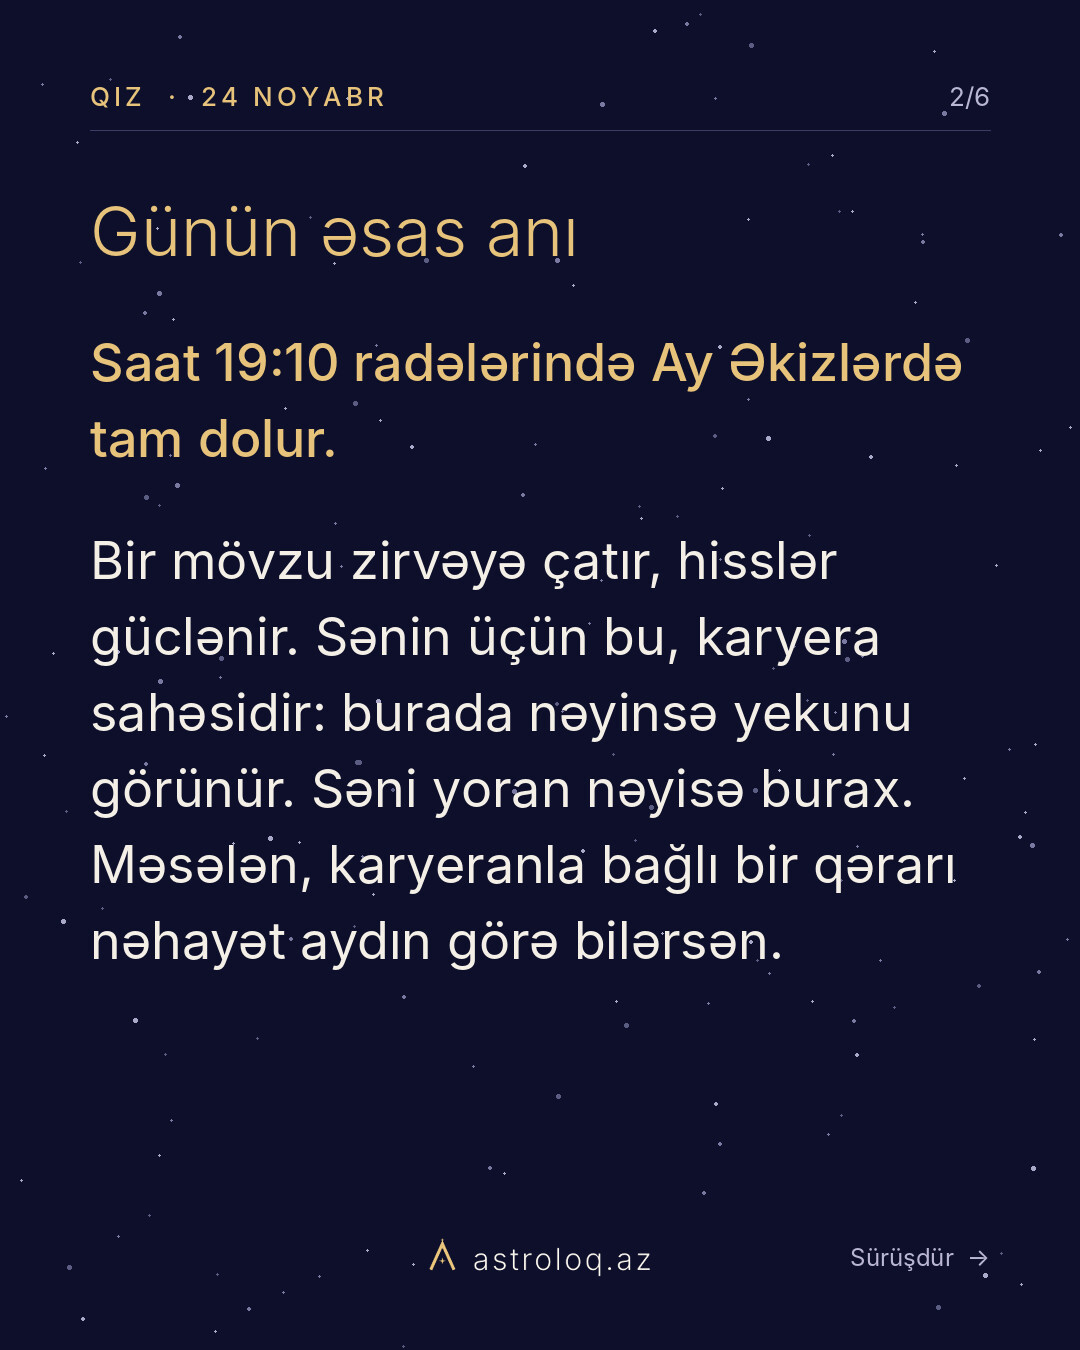 QIZ · 24 NOYABR
2/6
Günün əsas anı
Saat 19:10 radələrində Ay Əkizlərdə
tam dolur.
Bir mövzu zirvəyə çatır, hisslər
güclənir. Sənin üçün bu, karyera
sahəsidir: burada nəyinsə yekunu
görünür. Səni yoran nəyisə burax.
Məsələn, karyeranla bağlı bir qərarı
nəhayət aydın görə bilərsən.
astroloq.az
Sürüşdür →